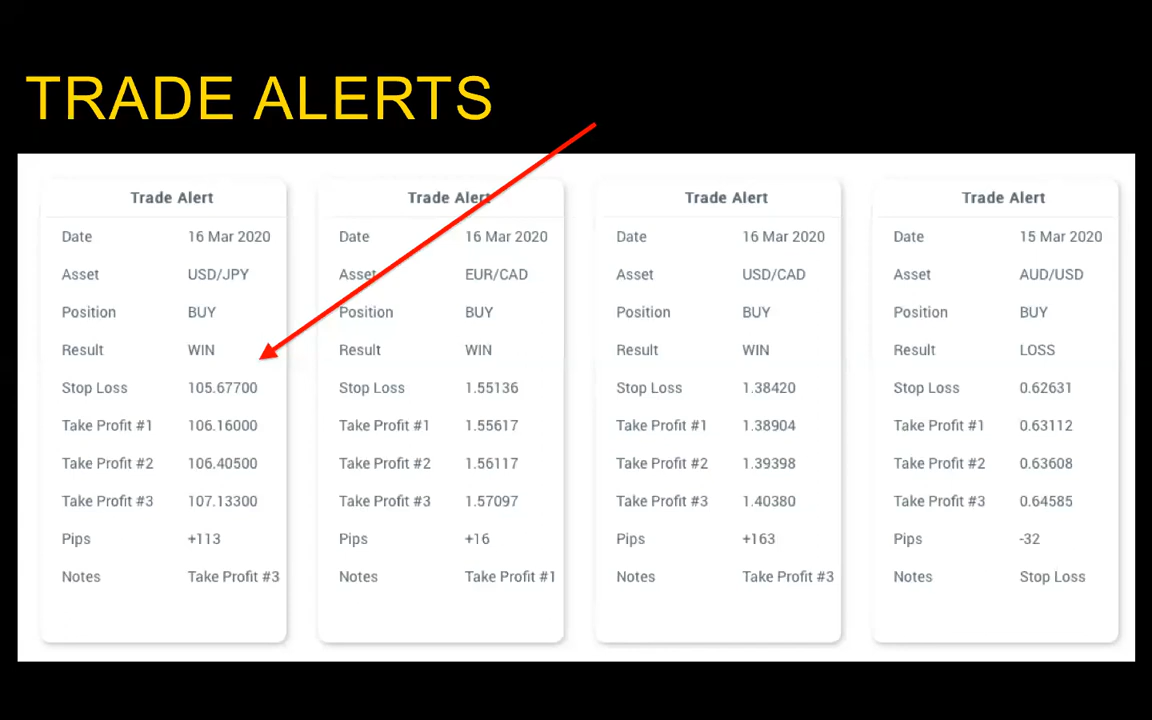 TRADE ALERTS
Trade Alert
Date 16 Mar 2020
Asset USD/JPY
Position BUY
Result WIN
Stop Loss 105.67700
Take Profit #1 106.16000
Take Profit #2 106.40500
Take Profit #3 107.13300
Pips +113
Notes Take Profit #3
Trade Alert
Date 16 Mar 2020
Asset EUR/CAD
Position BUY
Result WIN
Stop Loss 1.55136
Take Profit #1 1.55617
Take Profit #2 1.56117
Take Profit #3 1.57097
Pips +16
Notes Take Profit #1
Trade Alert
Date 16 Mar 2020
Asset USD/CAD
Position BUY
Result WIN
Stop Loss 1.38420
Take Profit #1 1.38904
Take Profit #2 1.39398
Take Profit #3 1.40380
Pips +163
Notes Take Profit #3
Trade Alert
Date 15 Mar 2020
Asset AUD/USD
Position BUY
Result LOSS
Stop Loss 0.62631
Take Profit #1 0.63112
Take Profit #2 0.63608
Take Profit #3 0.64585
Pips -32
Notes Stop Loss